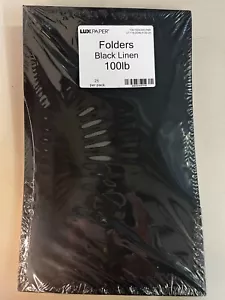 LUXPAPER®
Folders
Black Linen
100lb
25
per pack